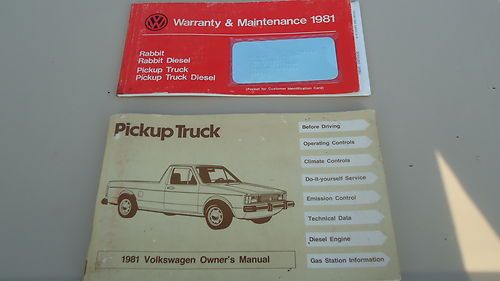 Warranty & Maintenance 1981
Rabbit
Rabbit Diesel
Pickup Truck
Pickup Truck Diesel
(Pocket for Customer Identification Card)
Pickup Truck
Before Driving
Operating Controls
Climate Controls
Do-it-yourself Service
Emission Control
Technical Data
Diesel Engine
Gas Station Information
1981 Volkswagen Owner's Manual